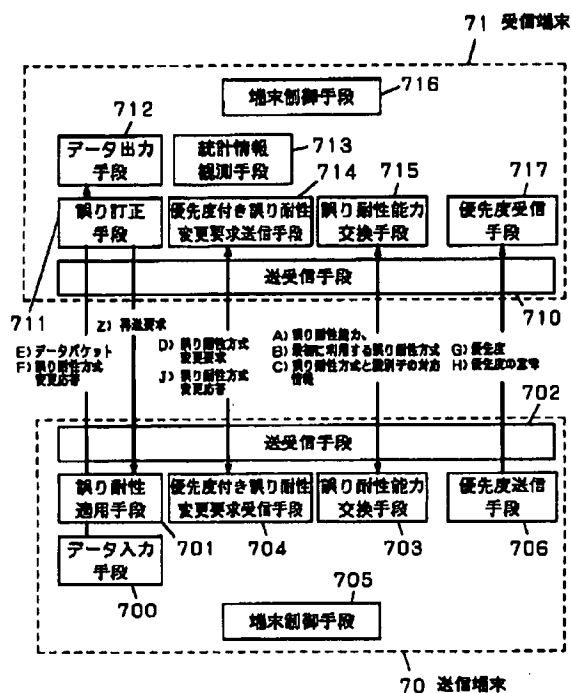 71 受信端末
端末制御手段
716
712
データ出力
手段
統計情報
観測手段
713
714
715
717
誤り訂正
手段
優先度付き誤り耐性
変更要求送信手段
誤り耐性能力
交換手段
優先度受信
手段
送受信手段
711
710
Z) 再送要求
E) データパケット
F) 誤り耐性方式
変更応答
D) 誤り耐性方式
変更要求
J) 誤り耐性方式
変更応答
A) 誤り耐性能力、
B) 最初に利用する誤り耐性方式
C) 誤り耐性方式と識別子の対応
情報
G) 優先度
H) 優先度の意味
702
送受信手段
誤り耐性
適用手段
優先度付き誤り耐性
変更要求受信手段
誤り耐性能力
交換手段
優先度送信
手段
701
704
703
706
データ入力
手段
700
705
端末制御手段
70 送信端末